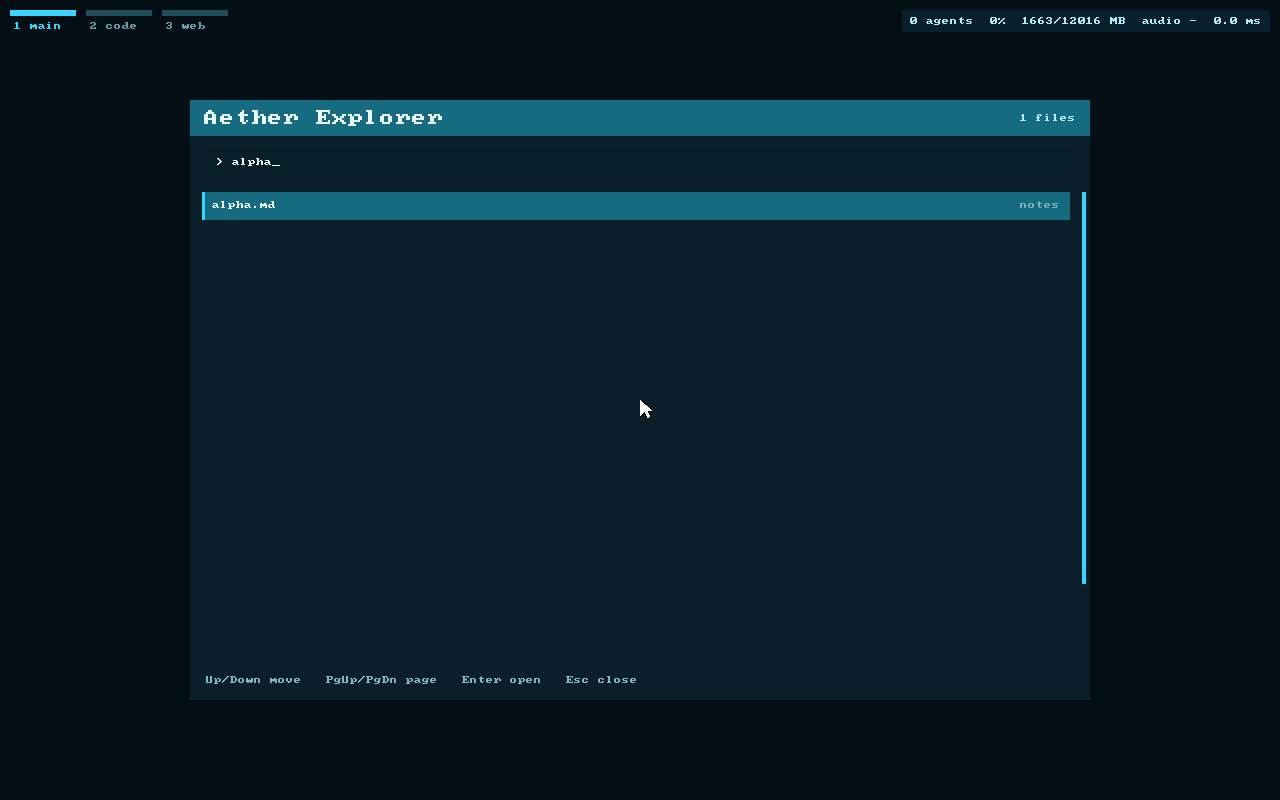 1 main 2 code 3 web
0 agents 0% 1663/12016 MB audio - 0.0 ms
Aether Explorer 1 files
> alpha_
alpha.md notes
Up/Down move PgUp/PgDn page Enter open Esc close